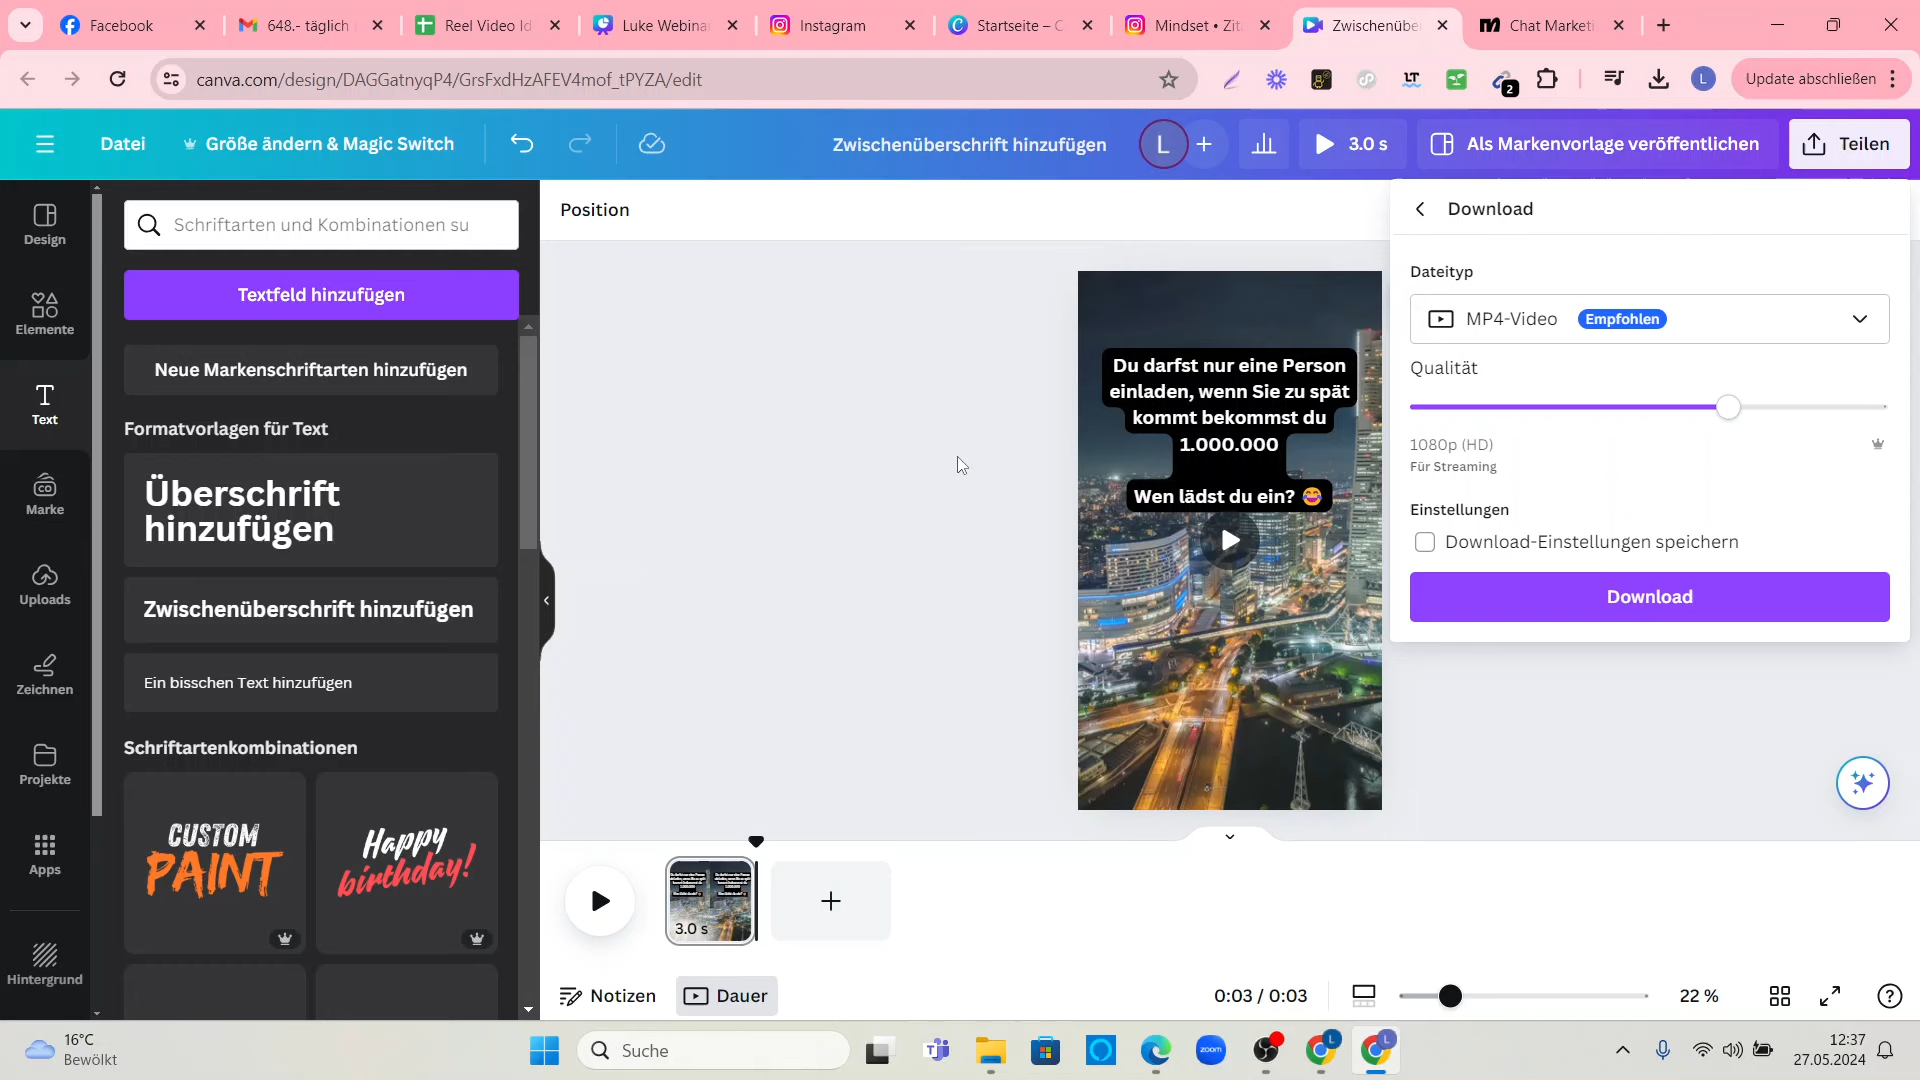 Facebook
648.- täglich
Reel Video Id
Luke Webina
Instagram
Startseite – C
Mindset • Zit
Zwischenübe
Chat Marketi
canva.com/design/DAGGatnyqP4/GrsFxdHzAFEV4mof_tPYZA/edit
LT
2
L
Update abschließen
Datei
Größe ändern & Magic Switch
Zwischenüberschrift hinzufügen
L
3.0 s
Als Markenvorlage veröffentlichen
Teilen
Design
Elemente
Text
Marke
Uploads
Zeichnen
Projekte
Apps
Hintergrund
Schriftarten und Kombinationen su
Textfeld hinzufügen
Neue Markenschriftarten hinzufügen
Formatvorlagen für Text
Überschrift
hinzufügen
Zwischenüberschrift hinzufügen
Ein bisschen Text hinzufügen
Schriftartenkombinationen
CUSTOM
PAINT
Happy
birthday!
Position
Du darfst nur eine Person
einladen, wenn Sie zu spät
kommt bekommst du
1.000.000
Wen lädst du ein? 😂
Download
Dateityp
MP4-Video
Empfohlen
Qualität
1080p (HD)
Für Streaming
Einstellungen
Download-Einstellungen speichern
Download
3.0 s
Notizen
Dauer
0:03 / 0:03
22 %
16°C
Bewölkt
Suche
zoom
12:37
27.05.2024